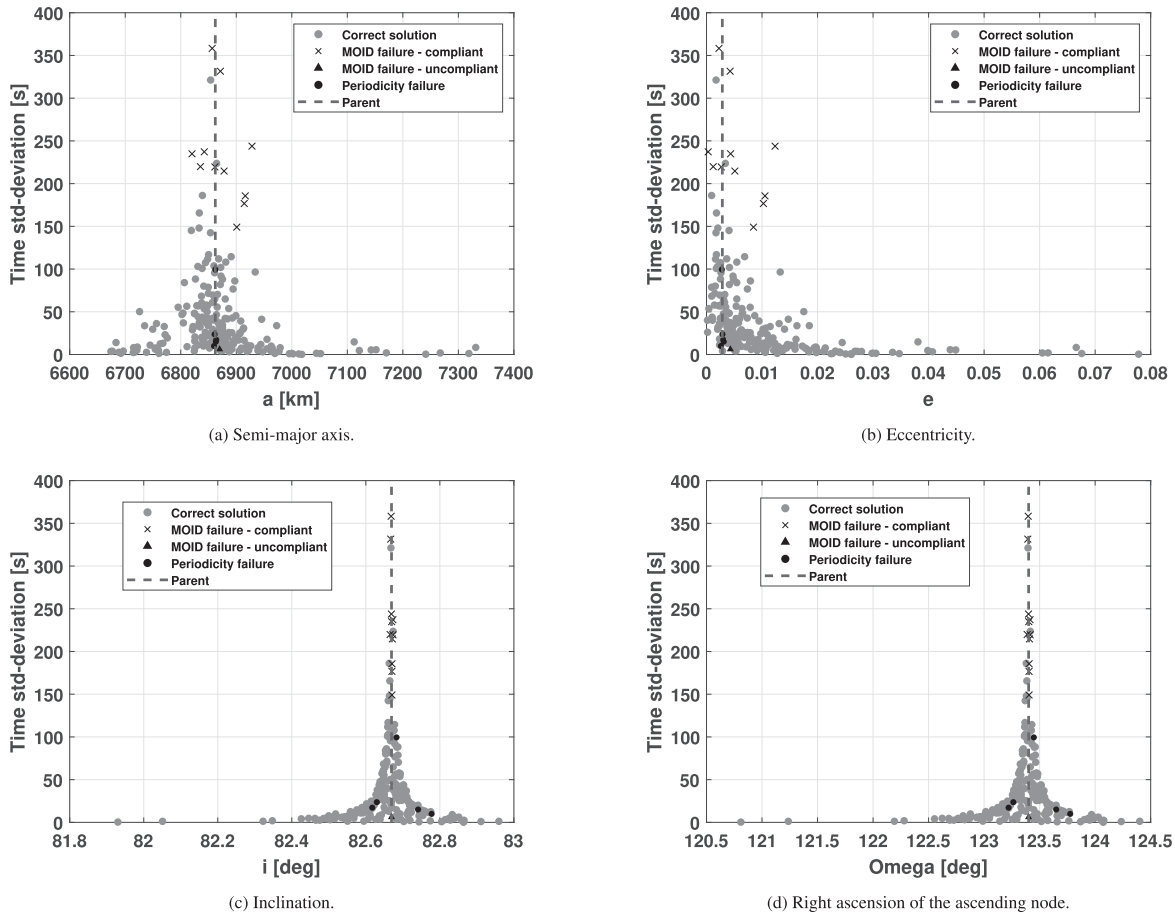 400
350
300
250
200
150
100
50
0
Time std-deviation [s]
Correct solution
MOID failure - compliant
MOID failure - uncompliant
Periodicity failure
Parent
6600 6700 6800 6900 7000 7100 7200 7300 7400
a [km]
(a) Semi-major axis.
400
350
300
250
200
150
100
50
0
Time std-deviation [s]
Correct solution
MOID failure - compliant
MOID failure - uncompliant
Periodicity failure
Parent
0 0.01 0.02 0.03 0.04 0.05 0.06 0.07 0.08
e
(b) Eccentricity.
400
350
300
250
200
150
100
50
0
Time std-deviation [s]
Correct solution
MOID failure - compliant
MOID failure - uncompliant
Periodicity failure
Parent
81.8 82 82.2 82.4 82.6 82.8 83
i [deg]
(c) Inclination.
400
350
300
250
200
150
100
50
0
Time std-deviation [s]
Correct solution
MOID failure - compliant
MOID failure - uncompliant
Periodicity failure
Parent
120.5 121 121.5 122 122.5 123 123.5 124 124.5
Omega [deg]
(d) Right ascension of the ascending node.